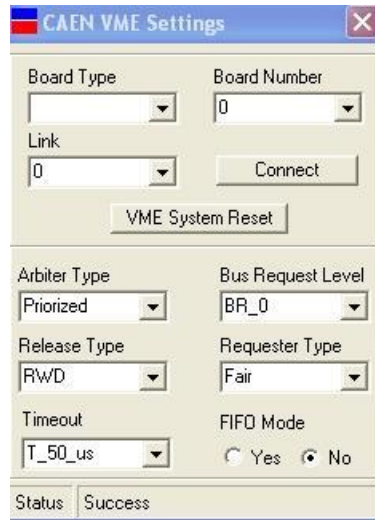 CAEN VME Settings
Board Type
Board Number
0
Link
0
Connect
VME System Reset
Arbiter Type
Bus Request Level
Priorized
BR_0
Release Type
Requester Type
RWD
Fair
Timeout
FIFO Mode
T_50_us
Yes No
Status Success